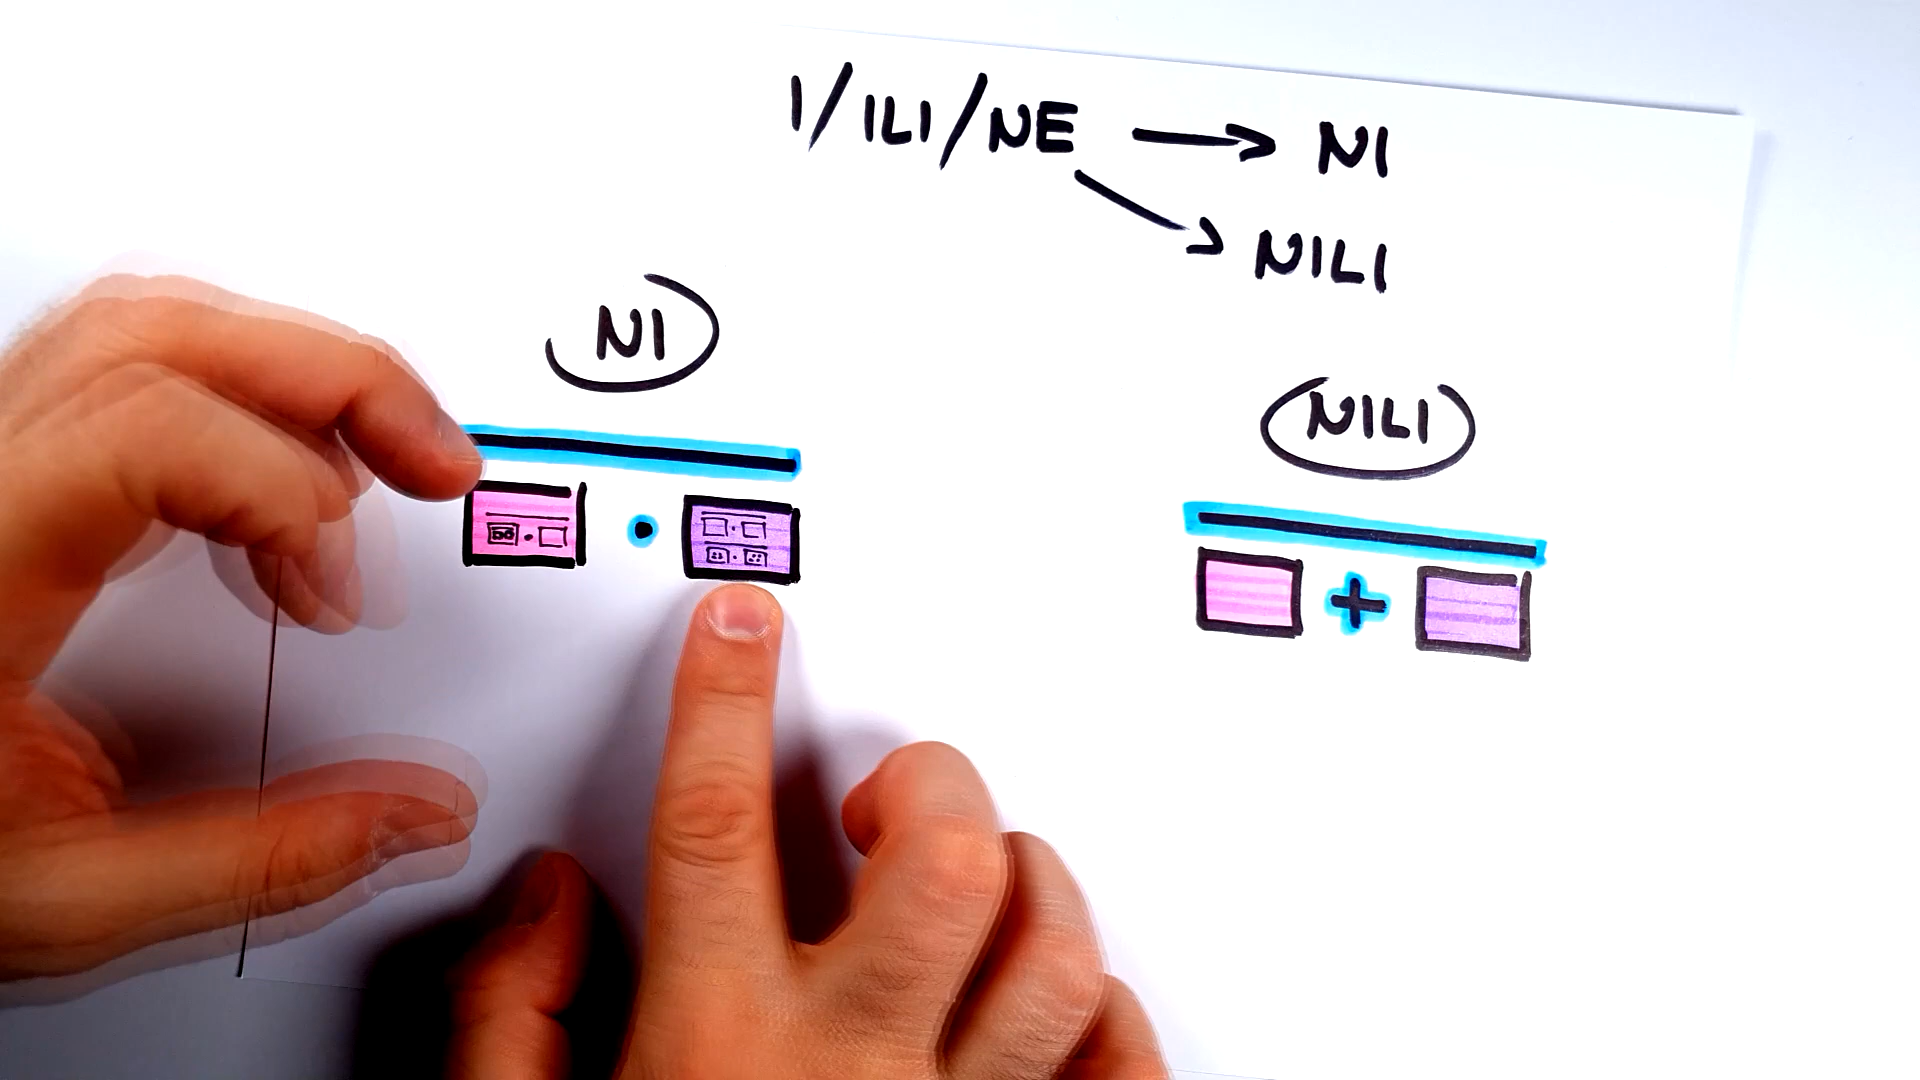 I/ILI/NE → NI
NILI
NI
NILI
·
+